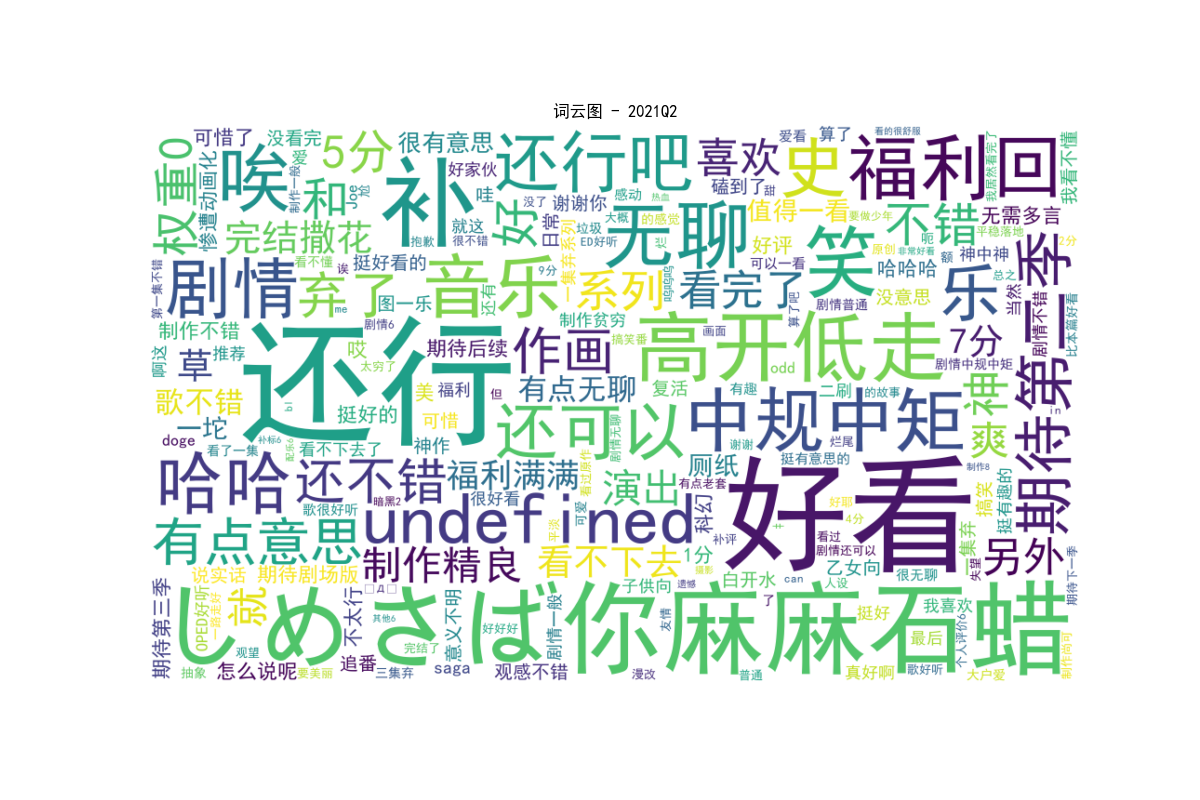 词云图 - 2021Q2
可惜了
没看完
5分
很有意思
还行吧
喜欢
爱看
算了
看的很舒服
史
福利回
我居然看完了
我看不懂
权重0
惨遭动画化
唉
爱
制作一般
和
Joe
尬
补
好家伙
哇
没了
谢谢你
感动
热血
磕到了
甜
值得一看
要做少年
不错
无需多言
平稳落地
完结撒花
就这
抱歉
很不错
好
日常
大概
的感觉
垃圾
ED好听
烂
无聊
好评
可以一看
笑
原创
呃
非常好看
额
神中神
2分
第一集不错
剧情
看不懂
诶
挺好看的
弃了
me
图一乐
音乐
还有
9分
一集弃系列
系列
呜呜呜
看完了
算了吧
剧情普通
哈哈哈
没意思
乐
总之
当然
期待第二季
剧情不错
比本篇好看
制作不错
剧情6
制作贫穷
搞笑番
画面
高开低走
7分
剧情中规中矩
啊这
草
推荐
还行
哎
太穷了
期待后续
作画
有点无聊
复活
odd
有趣
二刷
的故事
神
爽
歌不错
一坨
doge
看了一集
补标6
bl
配乐6
挺好的
看不下去了
美
福利
但
可惜
神作
还可以
剧情无聊
谢谢
中规中矩
烂尾
挺有意思的
制作8
哈哈
还不错
歌很好听
暗黑2
福利满满
很好看
看过原作
演出
可爱
厕纸
有点老套
科幻
好看
好耶
4分
搞笑
挺有趣的
有点意思
undefined
平淡
制作精良
看不下去
1分
摄影
补评
看过
剧情还可以
乙女向
很无聊
一集弃
失望
另外
期待下一季
期待第三季
说实话
期待剧场版
OPED好听
一路走好
就
其他6
不太行
意义不明
好好好
剧情一般
子供向
遗憾
友情
白开水
can
人设
了
挺好
我喜欢
个人评价6
最后
しめさば
你麻麻石蜡
制作尚可
观望
抽象
怎么说呢
要美丽
追番
三集弃
完结了
saga
观感不错
漫改
普通
真好啊
歌好听
大户爱